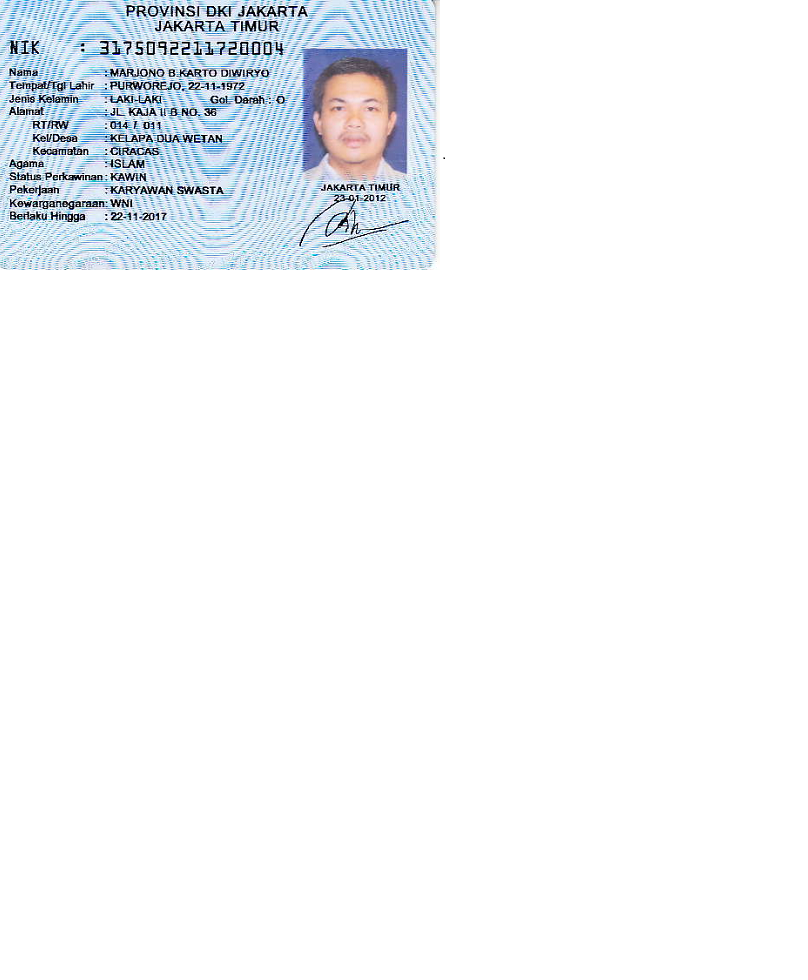 PROVINSI DKI JAKARTA
JAKARTA TIMUR
NIK : 3175092211720004
Nama : MARJONO B.KARTO DIWIRYO
Tempat/Tgl Lahir : PURWOREJO, 22-11-1972
Jenis Kelamin : LAKI-LAKI Gol. Darah : O
Alamat : JL. KAJA II B NO. 36
RT/RW : 014 / 011
Kel/Desa : KELAPA DUA WETAN
Kecamatan : CIRACAS
Agama : ISLAM
Status Perkawinan : KAWIN
Pekerjaan : KARYAWAN SWASTA
Kewarganegaraan: WNI
Berlaku Hingga : 22-11-2017
JAKARTA TIMUR
23-01-2012